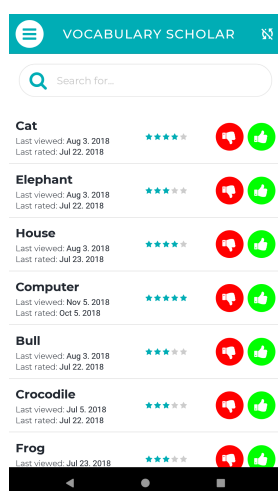 VOCABULARY SCHOLAR
Search for...
Cat
Last viewed: Aug 3. 2018
Last rated: Jul 22. 2018
Elephant
Last viewed: Aug 3. 2018
Last rated: Jul 22. 2018
House
Last viewed: Aug 3. 2018
Last rated: Jul 23. 2018
Computer
Last viewed: Nov 5. 2018
Last rated: Oct 5. 2018
Bull
Last viewed: Aug 3. 2018
Last rated: Jul 22. 2018
Crocodile
Last viewed: Jul 5. 2018
Last rated: Jul 22. 2018
Frog
Last viewed: Jul 23. 2018